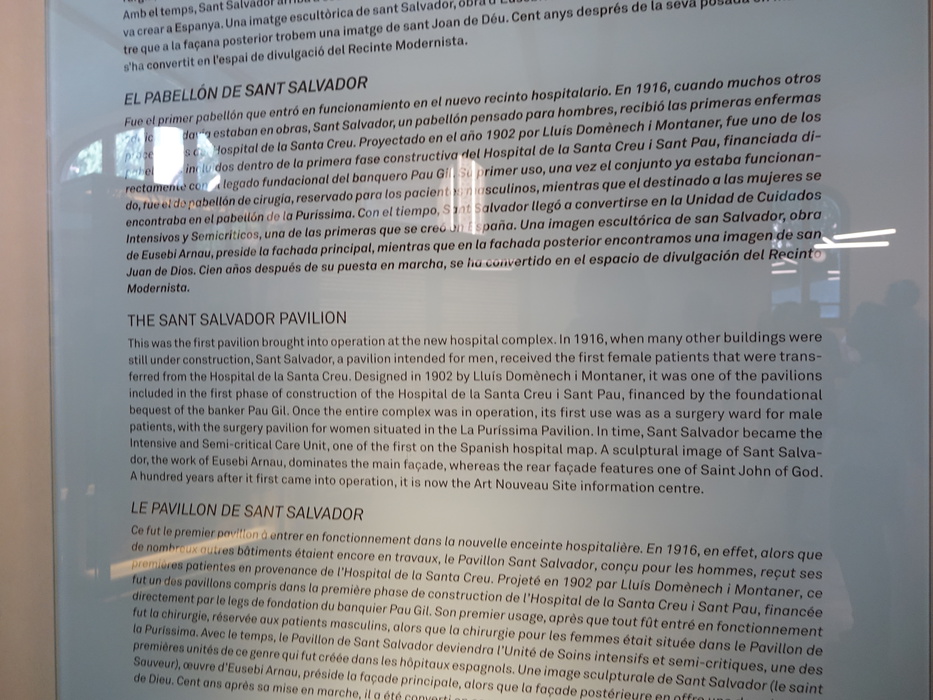 Amb el temps, Sant Salvador
va crear a Espanya. Una imatge escultòrica de sant Salvador, obra
tre que a la façana posterior trobem una imatge de sant Joan de Déu. Cent anys després de la seva posada
s'ha convertit en l'espai de divulgació del Recinte Modernista.
EL PABELLÓN DE SANT SALVADOR
Fue el primer pabellón que entró en funcionamiento en el nuevo recinto hospitalario. En 1916, cuando muchos otros
estaban en obras, Sant Salvador, un pabellón pensado para hombres, recibió las primeras enfermas
Hospital de la Santa Creu. Proyectado en el año 1902 por Lluís Domènech i Montaner, fue uno de los
dos dentro de la primera fase constructiva del Hospital de la Santa Creu i Sant Pau, financiada di-
rectamente con legado fundacional del banquero Pau Gil. Su primer uso, una vez el conjunto ya estaba funcionan-
do, fue el de pabellón de cirugía, reservado para los pacientes masculinos, mientras que el destinado a las mujeres se
encontraba en el pabellón de la Puríssima. Con el tiempo, Sant Salvador llegó a convertirse en la Unidad de Cuidados
Intensivos y Semicríticos, una de las primeras que se creó en España. Una imagen escultórica de san Salvador, obra
de Eusebi Arnau, preside la fachada principal, mientras que en la fachada posterior encontramos una imagen de san
Juan de Dios. Cien años después de su puesta en marcha, se ha convertido en el espacio de divulgación del Recinto
Modernista.
THE SANT SALVADOR PAVILION
This was the first pavilion brought into operation at the new hospital complex. In 1916, when many other buildings were
still under construction, Sant Salvador, a pavilion intended for men, received the first female patients that were trans-
ferred from the Hospital de la Santa Creu. Designed in 1902 by Lluís Domènech i Montaner, it was one of the pavilions
included in the first phase of construction of the Hospital de la Santa Creu i Sant Pau, financed by the foundational
bequest of the banker Pau Gil. Once the entire complex was in operation, its first use was as a surgery ward for male
patients, with the surgery pavilion for women situated in the La Puríssima Pavilion. In time, Sant Salvador became the
Intensive and Semi-critical Care Unit, one of the first on the Spanish hospital map. A sculptural image of Sant Salva-
dor, the work of Eusebi Arnau, dominates the main façade, whereas the rear façade features one of Saint John of God.
A hundred years after it first came into operation, it is now the Art Nouveau Site information centre.
LE PAVILLON DE SANT SALVADOR
Ce fut le premier pavillon à entrer en fonctionnement dans la nouvelle enceinte hospitalière. En 1916, en effet, alors que
de nombreux autres bâtiments étaient encore en travaux, le Pavillon Sant Salvador, conçu pour les hommes, reçut ses
premières patientes en provenance de l'Hospital de la Santa Creu. Projeté en 1902 par Lluís Domènech i Montaner, ce
fut un des pavillons compris dans la première phase de construction de l'Hospital de la Santa Creu i Sant Pau, financée
directement par le legs de fondation du banquier Pau Gil. Son premier usage, après que tout fût entré en fonctionnement
fut la chirurgie, réservée aux patients masculins, alors que la chirurgie pour les femmes était située dans le Pavillon de
la Puríssima. Avec le temps, le Pavillon de Sant Salvador deviendra l'Unité de Soins intensifs et semi-critiques, une des
premières unités de ce genre qui fut créée dans les hôpitaux espagnols. Une image sculpturale de Sant Salvador (le saint
Sauveur), œuvre d'Eusebi Arnau, préside la façade principale, alors que la façade postérieure en offre
de Dieu. Cent ans après sa mise en marche, il a été